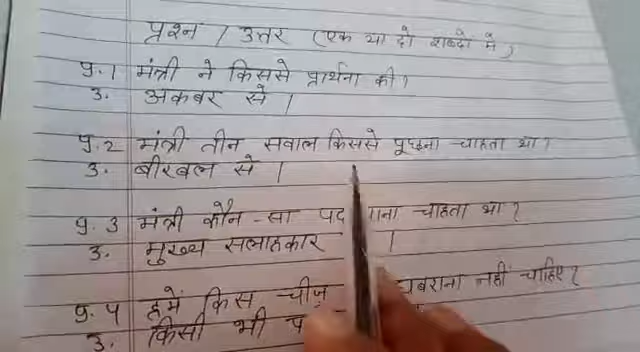 प्रश्न / उत्तर (एक या दो शब्दो में)
प्र.1 मंत्री ने किससे प्रार्थना की?
उ. अकबर से ।
प्र.2 मंत्री तीन सवाल किससे पूछना चाहता था ?
उ. बीरबल से ।
प्र. 3 मंत्री कौन-सा पद चाहता था ?
उ. मुख्य सलाहकार ।
प्र. 4 हमें किस चीज़ नहीं चाहिए ?
उ. किसी भी